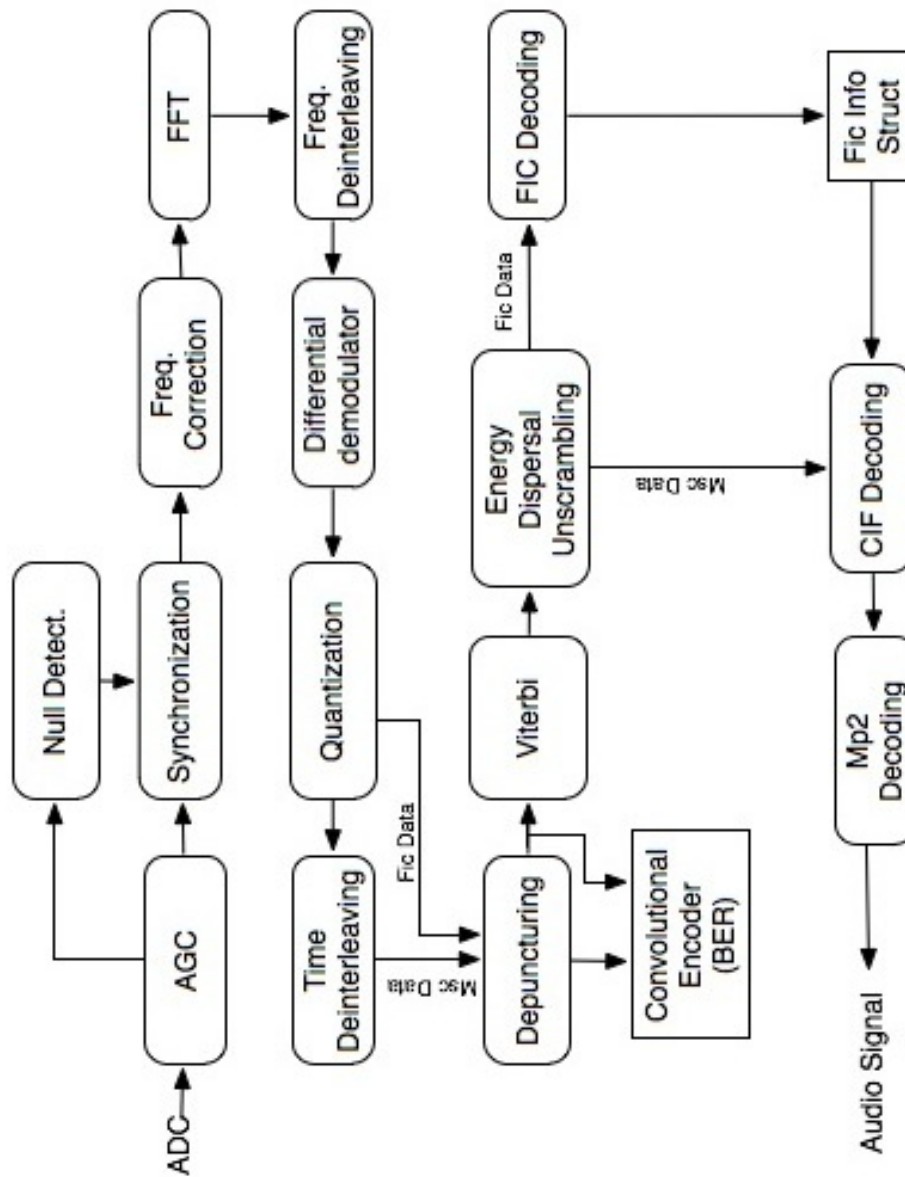 Null Detect.
ADC
AGC
Synchronization
Freq.
Correction
FFT
Time
Deinterleaving
Quantization
Differential
demodulator
Freq.
Deinterleaving
Fic Data
Msc Data
Depuncturing
Viterbi
Energy
Dispersal
Unscrambling
Fic Data
FIC Decoding
Convolutional
Encoder
(BER)
Msc Data
Audio Signal
Mp2
Decoding
CIF Decoding
Fic Info
Struct